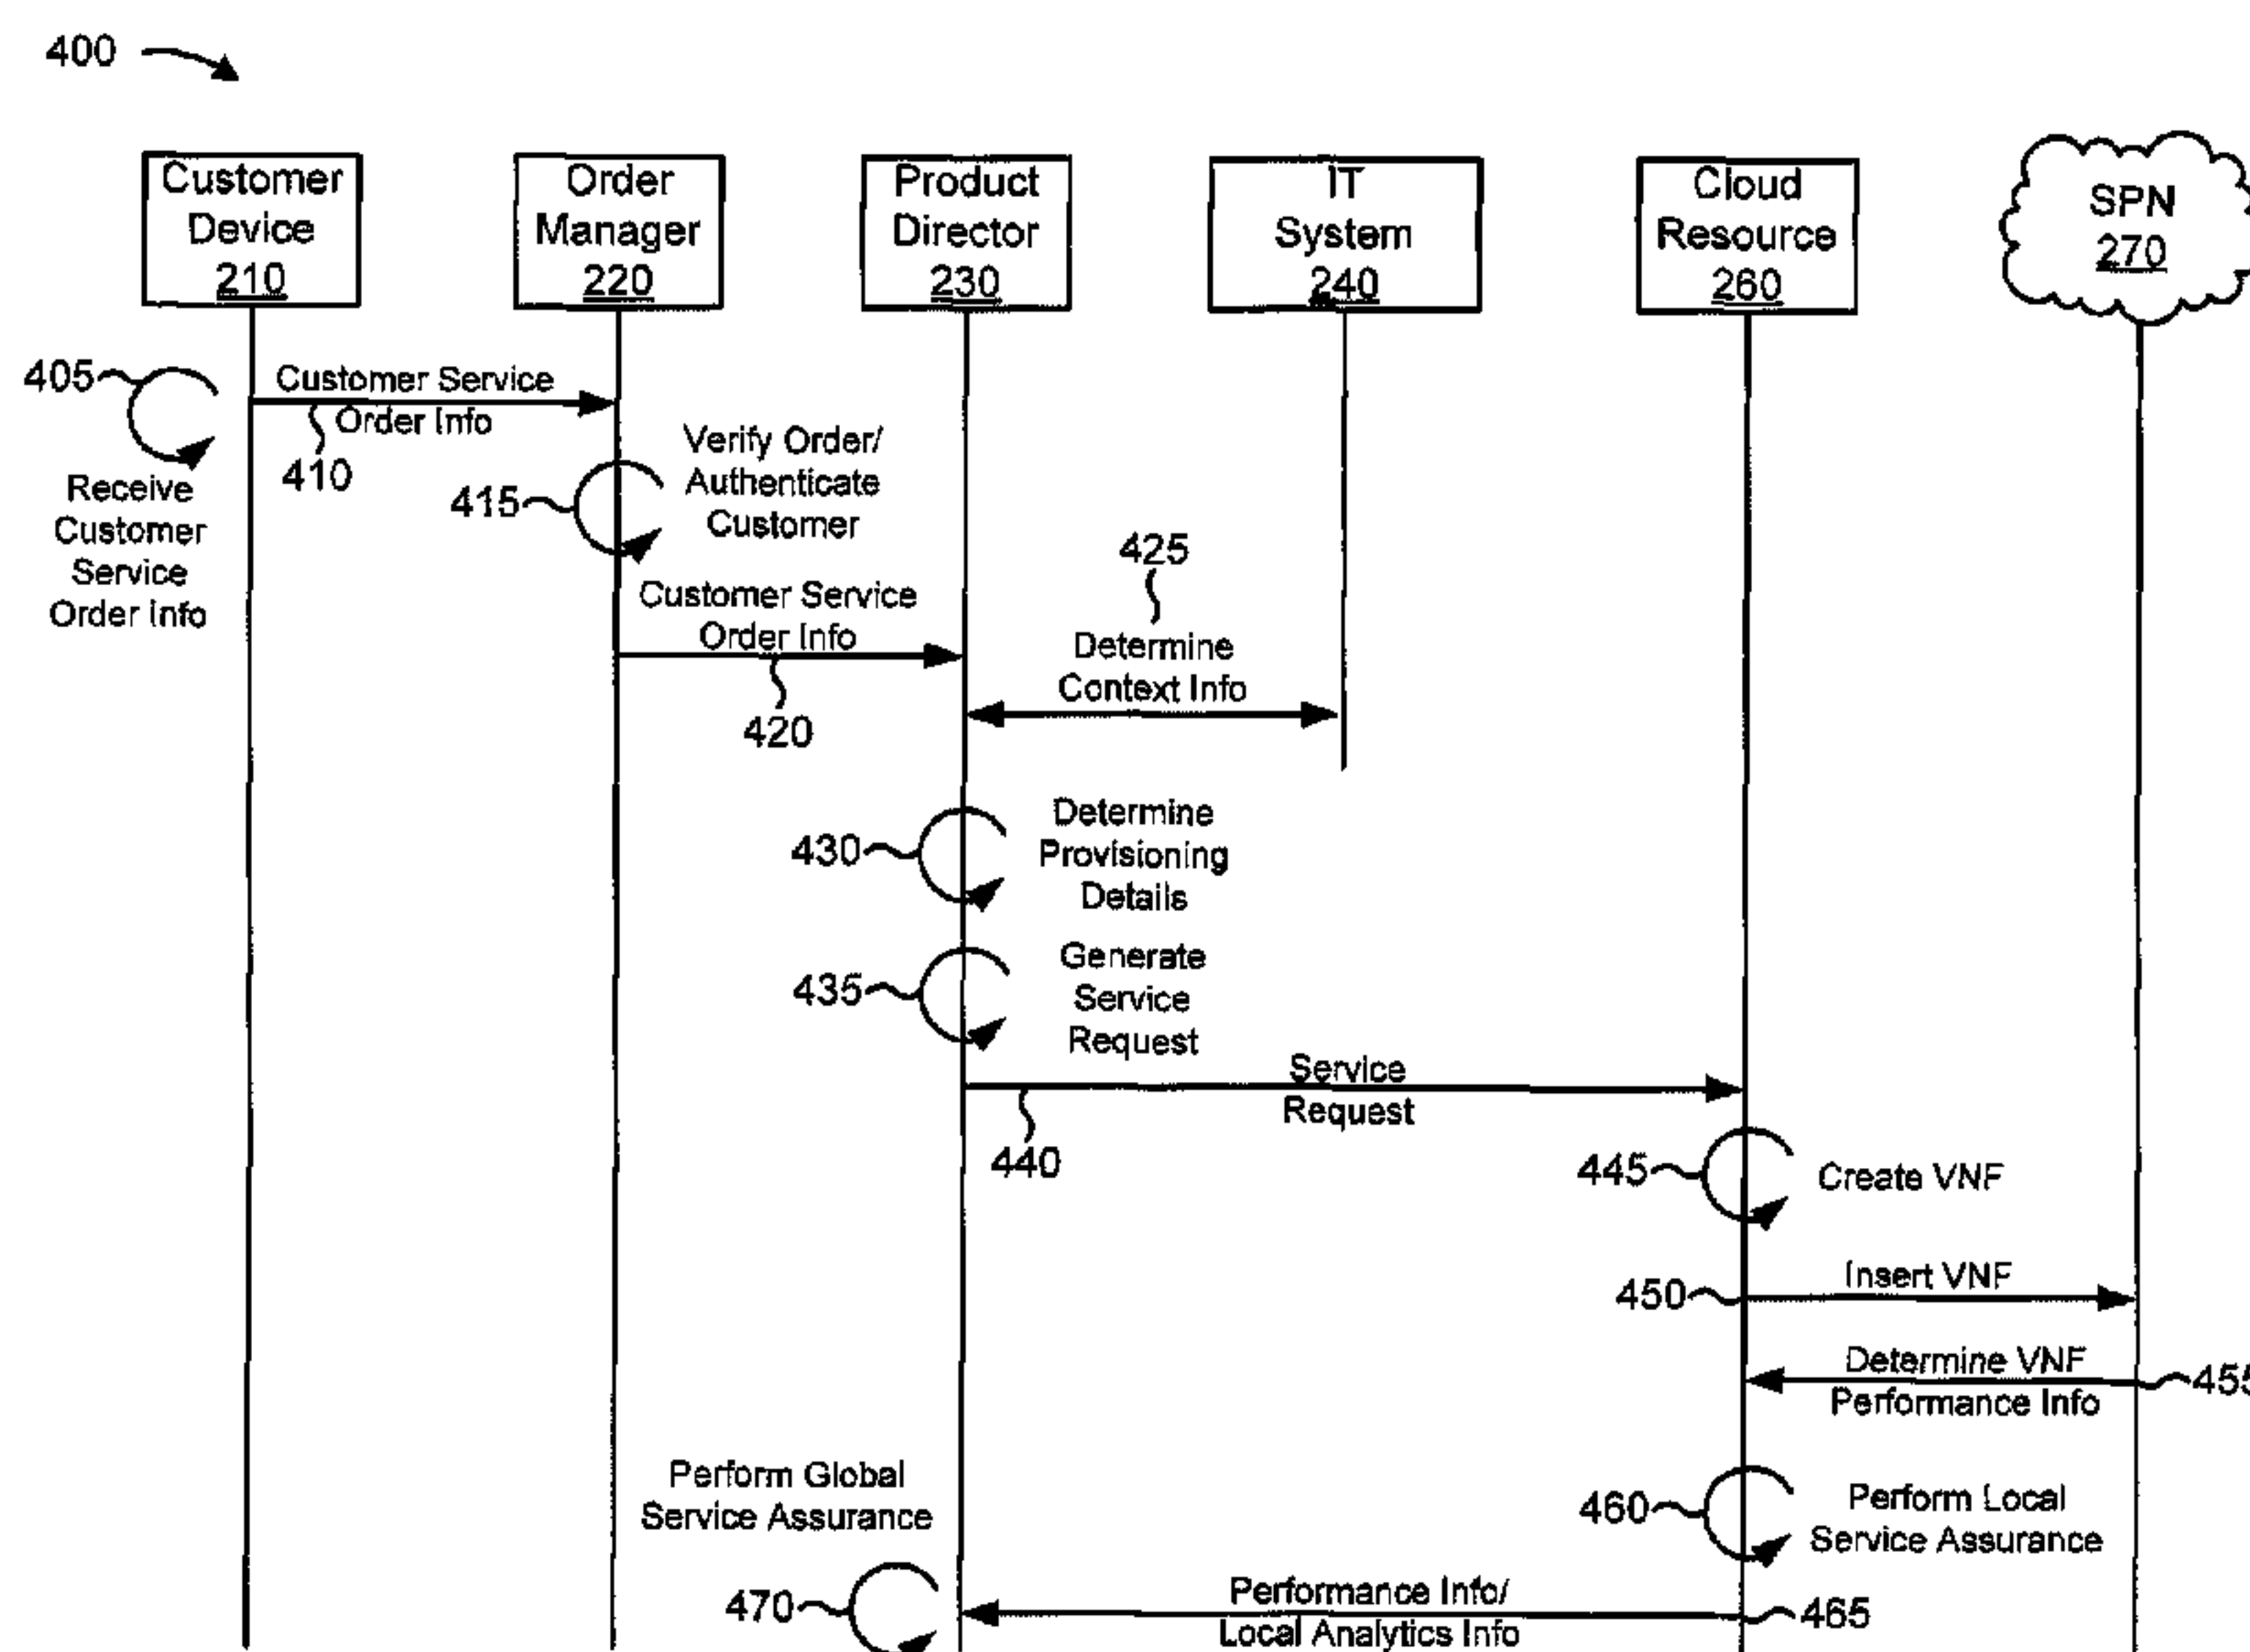 400
Customer
Device
210
Order
Manager
220
Product
Director
230
IT
System
240
Cloud
Resource
260
SPN
270
405
Receive
Customer
Service
Order Info
Customer Service
Order Info
410
415
Verify Order/
Authenticate
Customer
Customer Service
Order Info
420
425
Determine
Context Info
430
Determine
Provisioning
Details
435
Generate
Service
Request
Service
Request
440
445
Create VNF
450
Insert VNF
Determine VNF
Performance Info
455
460
Perform Local
Service Assurance
Performance Info/
Local Analytics Info
465
Perform Global
Service Assurance
470